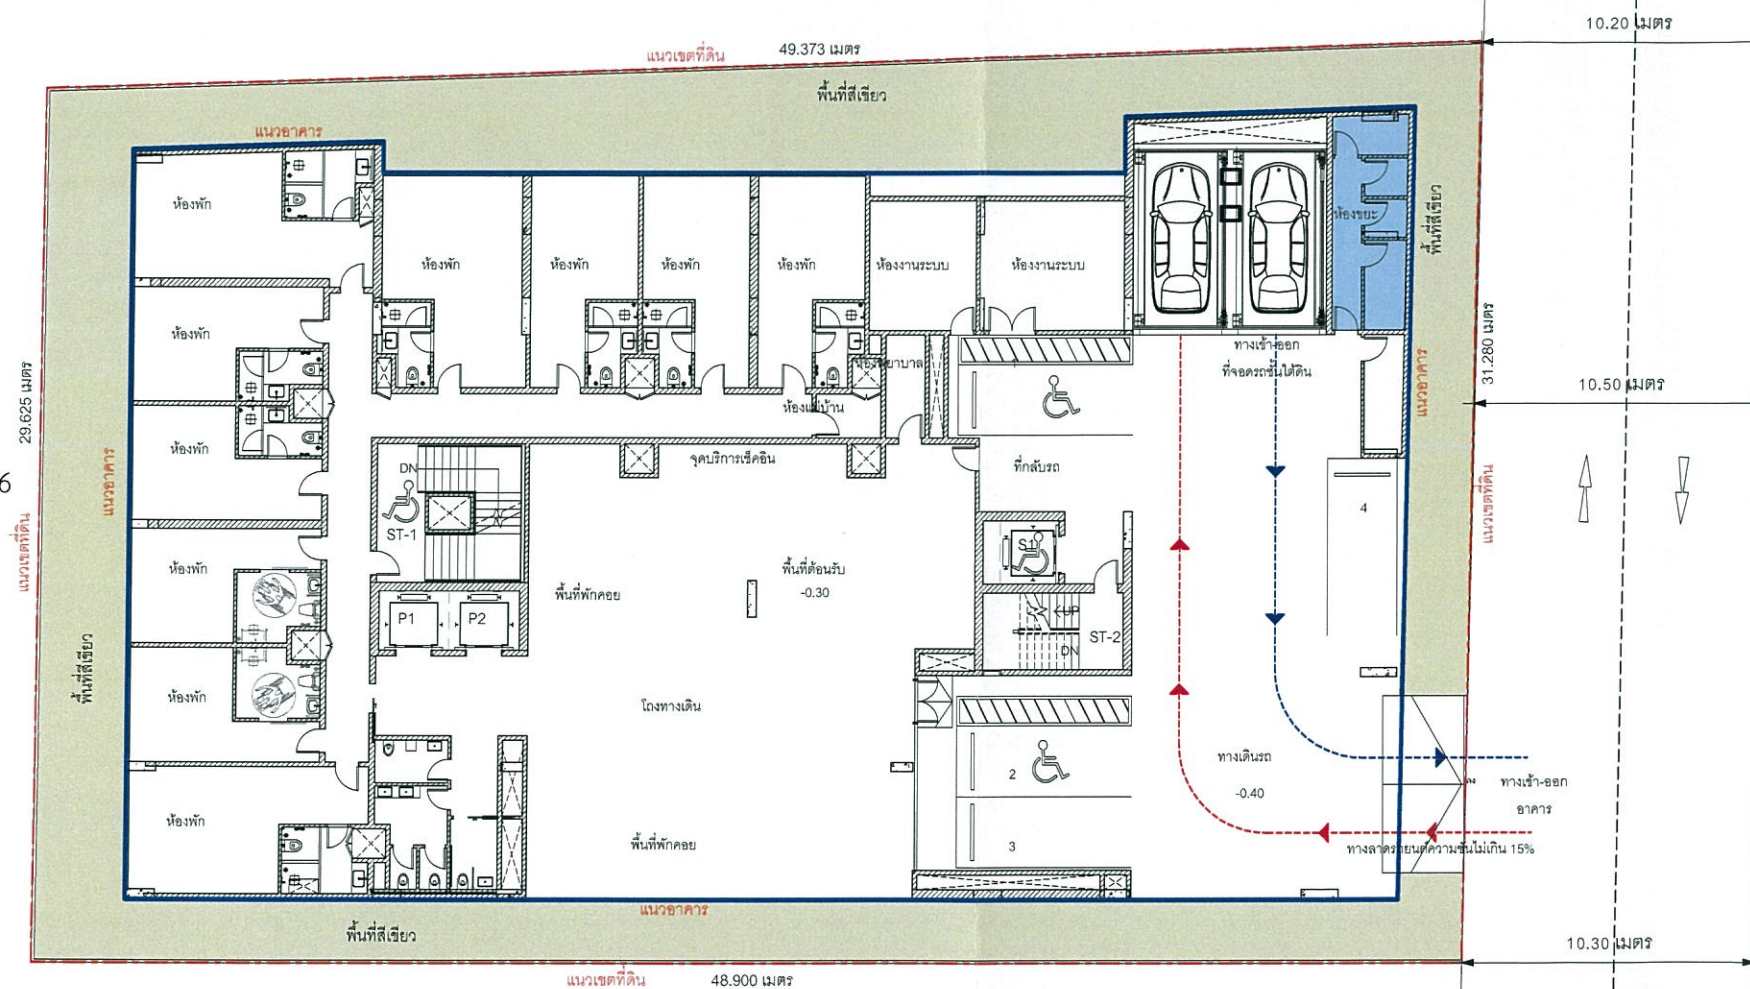 10.20 เมตร
แนวเขตที่ดิน
49.373 เมตร
พื้นที่สีเขียว
แนวอาคาร
ห้องพัก
ห้องพัก
ห้องพัก
ห้องพัก
ห้องพัก
ห้องงานระบบ
ห้องงานระบบ
ห้องขยะ
พื้นที่สีเขียว
31.280 เมตร
ห้องพัก
ทางเข้า-ออก
ที่จอดรถชั้นใต้ดิน
แนวอาคาร
10.50 เมตร
29.625 เมตร
ห้องแม่บ้าน
ห้องพัก
แนวอาคาร
จุดบริการเช็คอิน
ที่กลับรถ
แนวเขตที่ดิน
6
DN
ST-1
4
แนวเขตที่ดิน
S1
ห้องพัก
พื้นที่พักคอย
พื้นที่ต้อนรับ
-0.30
P1
P2
UP
ST-2
DN
พื้นที่สีเขียว
ห้องพัก
โถงทางเดิน
2
ทางเดินรถ
-0.40
ทางเข้า-ออก
อาคาร
ห้องพัก
พื้นที่พักคอย
3
ทางลาดรถยนต์ความชันไม่เกิน 15%
แนวอาคาร
พื้นที่สีเขียว
10.30 เมตร
แนวเขตที่ดิน
48.900 เมตร